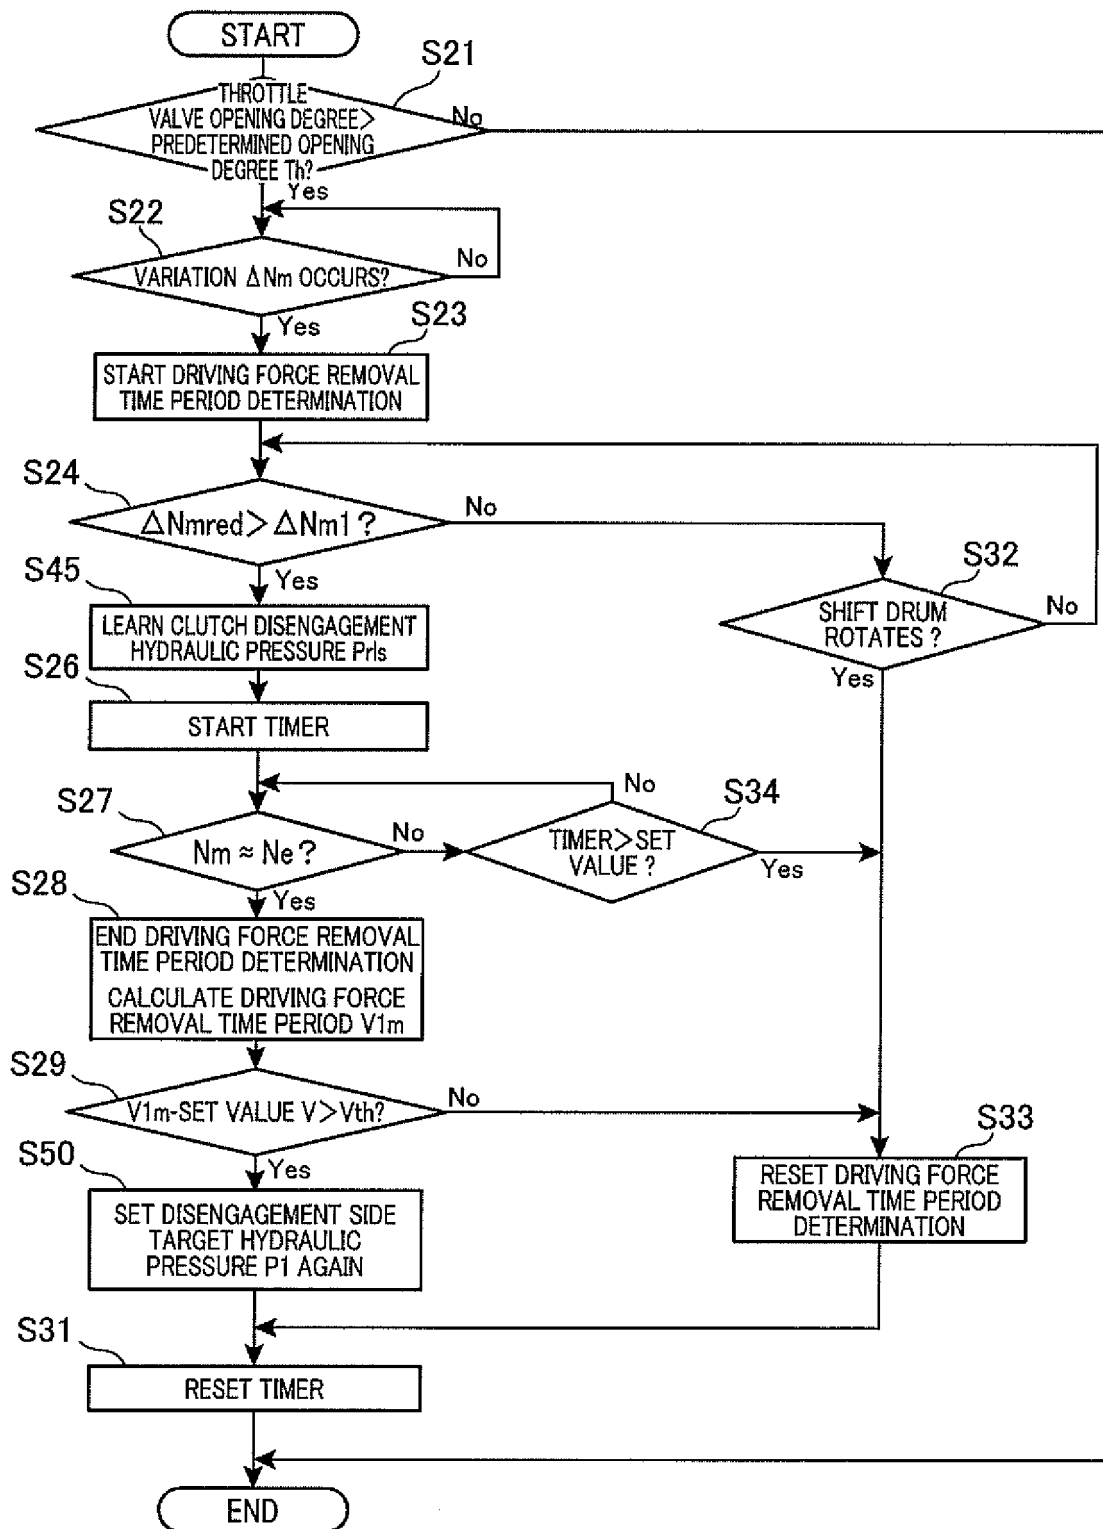 START
S21
THROTTLE
VALVE OPENING DEGREE>
PREDETERMINED OPENING
DEGREE Th?
No
Yes
S22
VARIATION ΔNm OCCURS?
No
Yes
S23
START DRIVING FORCE REMOVAL
TIME PERIOD DETERMINATION
S24
ΔNmred> ΔNm1?
No
Yes
S32
SHIFT DRUM
ROTATES?
No
Yes
S45
LEARN CLUTCH DISENGAGEMENT
HYDRAULIC PRESSURE Prls
S26
START TIMER
S27
Nm ≈ Ne?
No
Yes
S34
TIMER>SET
VALUE?
No
Yes
S28
END DRIVING FORCE REMOVAL
TIME PERIOD DETERMINATION
CALCULATE DRIVING FORCE
REMOVAL TIME PERIOD V1m
S29
V1m-SET VALUE V>Vth?
No
Yes
S50
SET DISENGAGEMENT SIDE
TARGET HYDRAULIC
PRESSURE P1 AGAIN
S33
RESET DRIVING FORCE
REMOVAL TIME PERIOD
DETERMINATION
S31
RESET TIMER
END